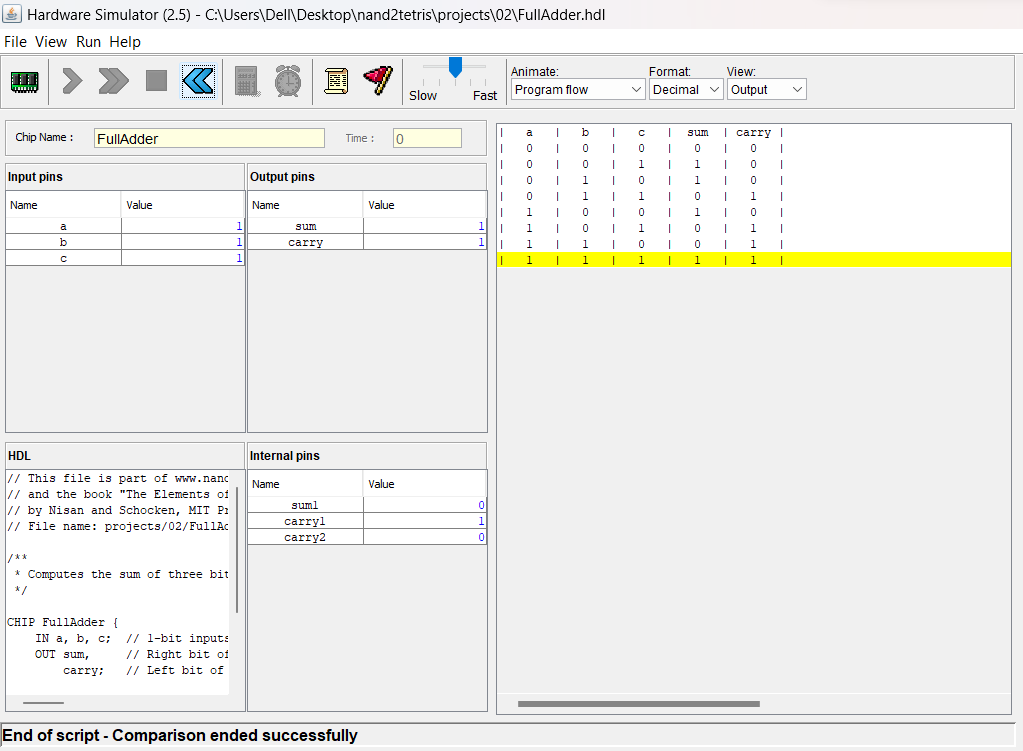 Hardware Simulator (2.5) - C:\Users\Dell\Desktop\nand2tetris\projects\02\FullAdder.hdl
File View Run Help
Slow Fast
Animate: Format: View:
Program flow Decimal Output
Chip Name : FullAdder Time : 0
Input pins
Name Value
a 1
b 1
c 1
Output pins
Name Value
sum 1
carry 1
HDL
// This file is part of www.nand
// and the book "The Elements of
// by Nisan and Schocken, MIT Pr
// File name: projects/02/FullAd
/**
* Computes the sum of three bit
*/
CHIP FullAdder {
IN a, b, c; // 1-bit inputs
OUT sum, // Right bit of
carry; // Left bit of
Internal pins
Name Value
sum1 0
carry1 1
carry2 0
| a | b | c | sum | carry |
| 0 | 0 | 0 | 0 | 0 |
| 0 | 0 | 1 | 1 | 0 |
| 0 | 1 | 0 | 1 | 0 |
| 0 | 1 | 1 | 0 | 1 |
| 1 | 0 | 0 | 1 | 0 |
| 1 | 0 | 1 | 0 | 1 |
| 1 | 1 | 0 | 0 | 1 |
| 1 | 1 | 1 | 1 | 1 |
End of script - Comparison ended successfully